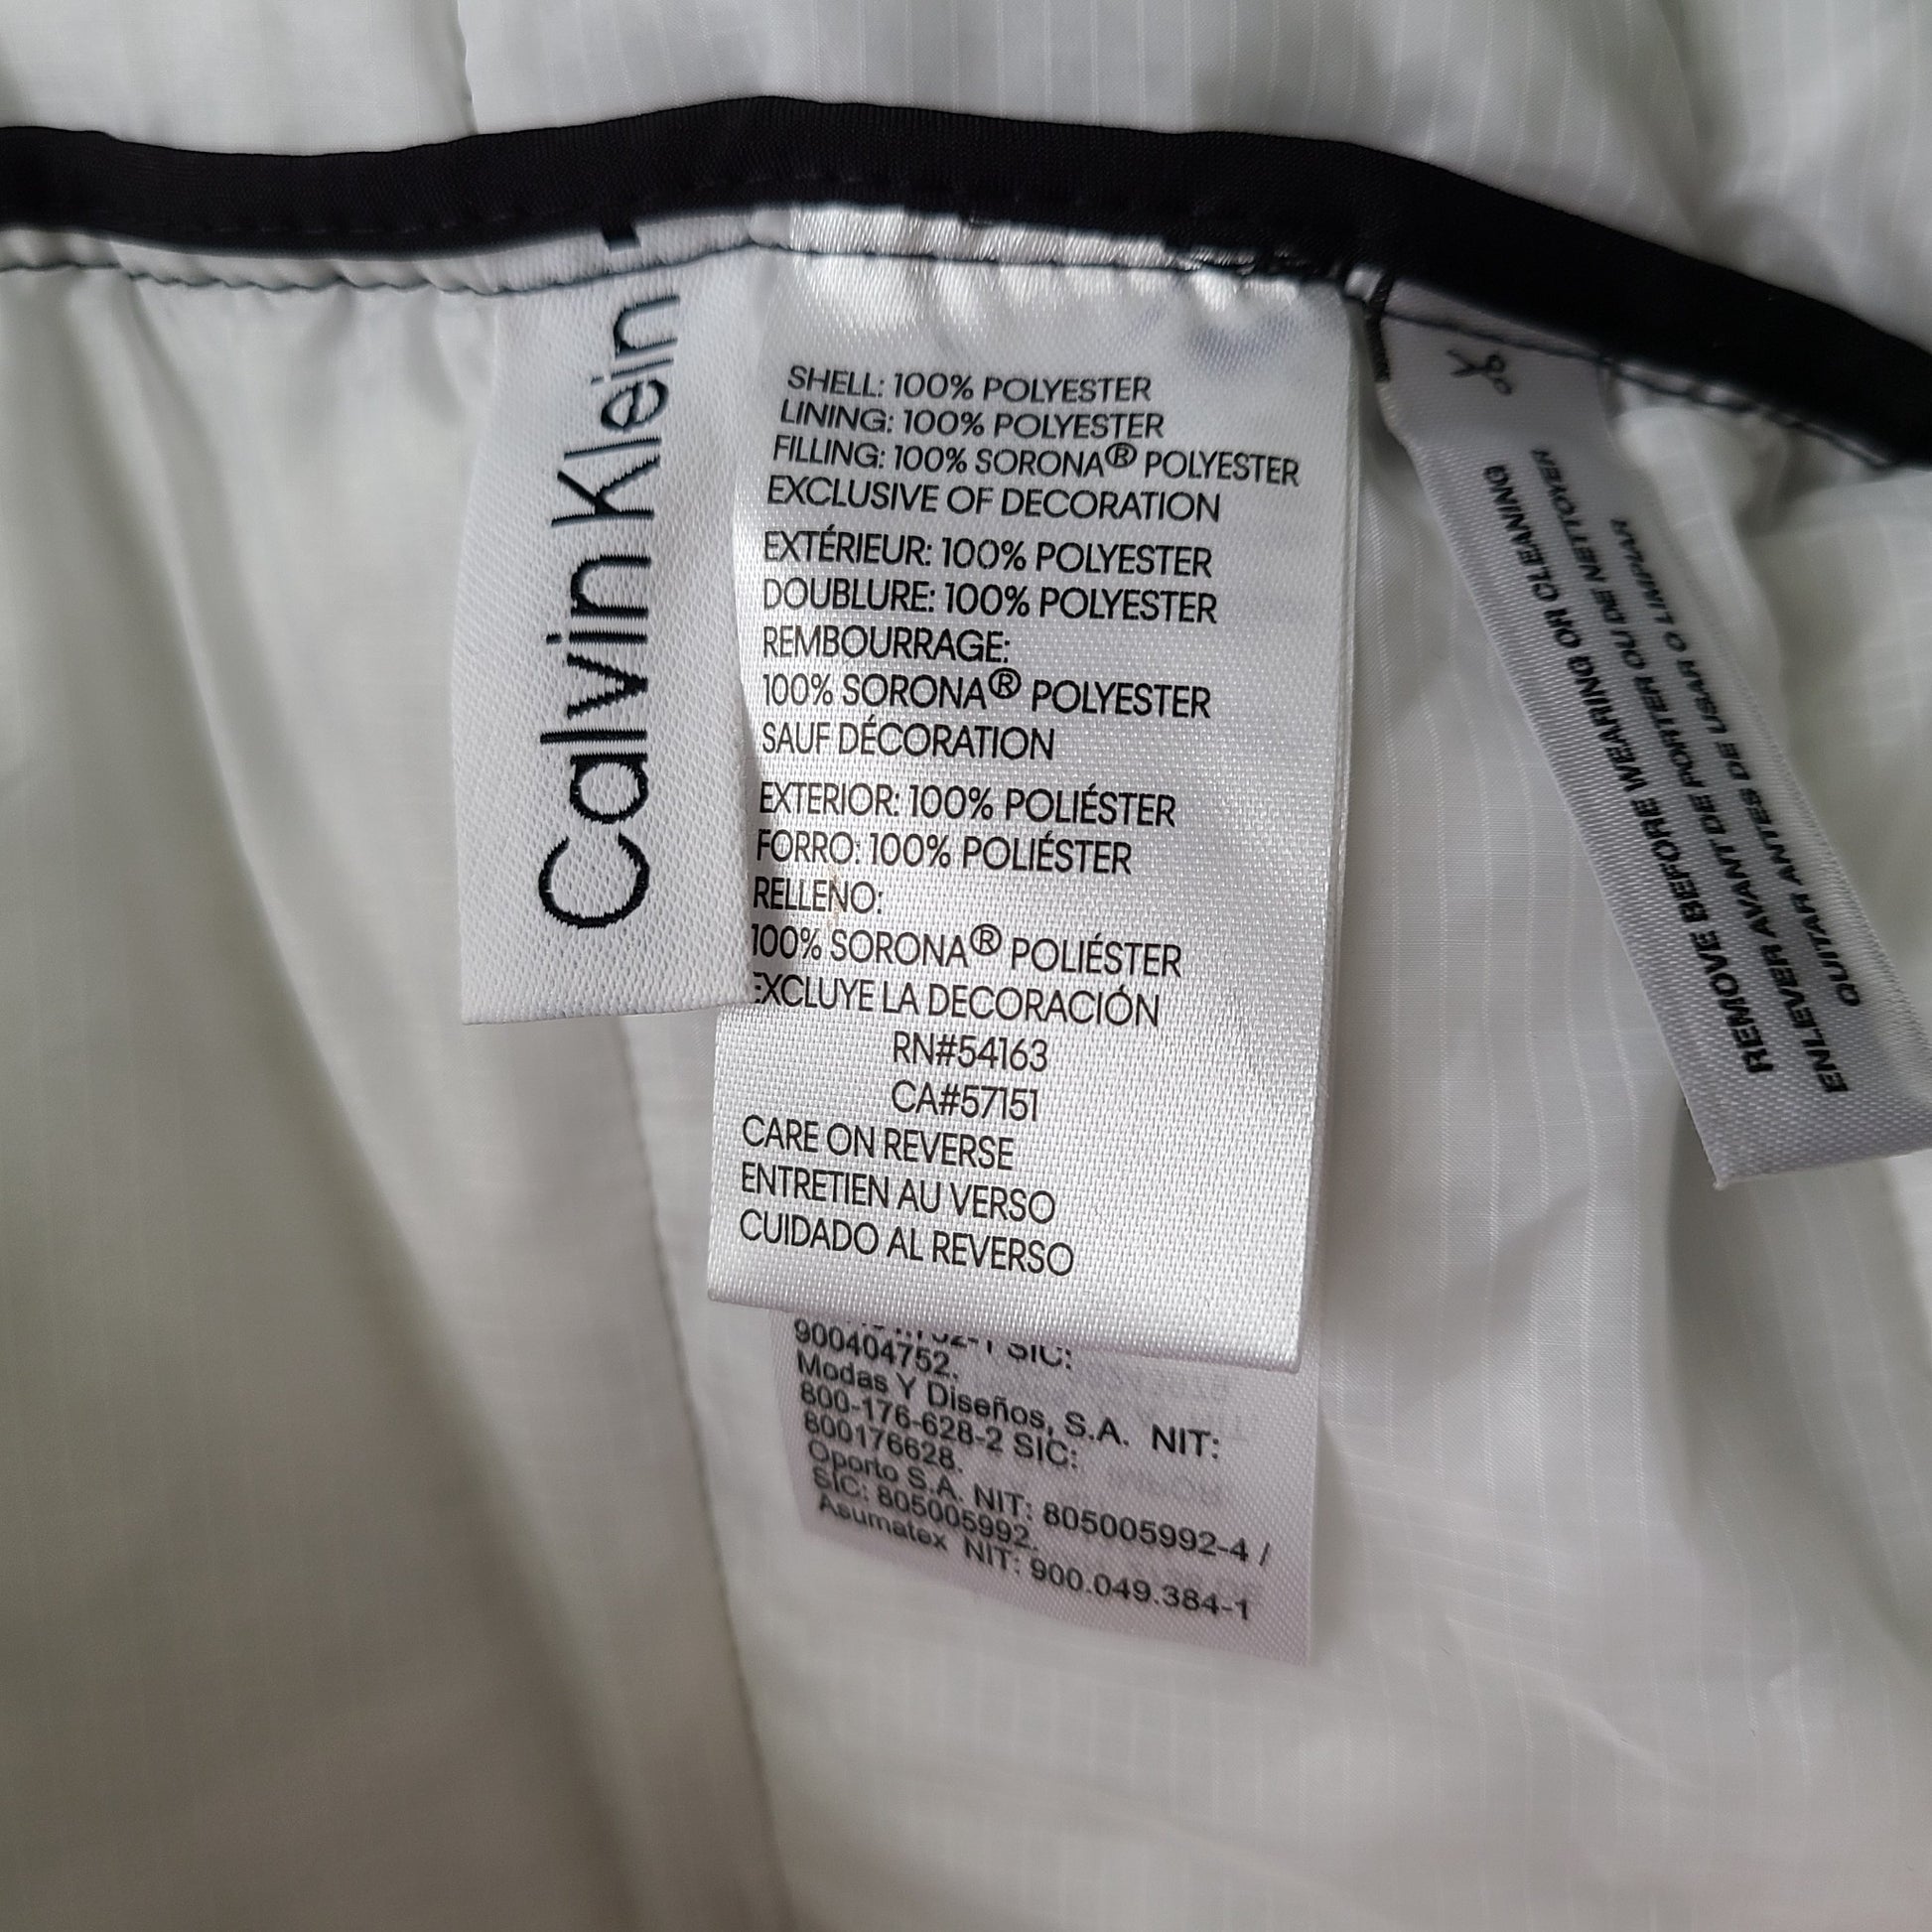 Calvin Klein
SHELL: 100% POLYESTER
LINING: 100% POLYESTER
FILLING: 100% SORONA® POLYESTER
EXCLUSIVE OF DECORATION
EXTÉRIEUR: 100% POLYESTER
DOUBLURE: 100% POLYESTER
REMBOURRAGE:
100% SORONA® POLYESTER
SAUF DÉCORATION
EXTERIOR: 100% POLIÉSTER
FORRO: 100% POLIÉSTER
RELLENO:
100% SORONA® POLIÉSTER
EXCLUYE LA DECORACIÓN
RN#54163
CA#57151
CARE ON REVERSE
ENTRETIEN AU VERSO
CUIDADO AL REVERSO
SIC:
900404752.
Modas Y Diseños, S.A. NIT:
800-176-628-2 SIC:
800176628.
Oporto S.A. NIT: 805005992-4 /
SIC: 805005992.
Asumatex NIT: 900.049.384-1
REMOVE BEFORE WEARING OR CLEANING
ENLEVER AVANT DE PORTER OU DE NETTOYER
QUITAR ANTES DE USAR O LIMPIAR